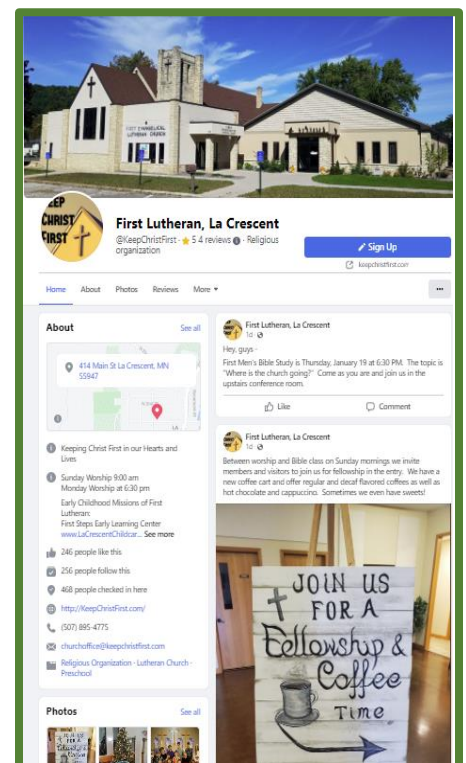 FIRST EVANGELICAL
LUTHERAN CHURCH
KEEP
CHRIST
FIRST
First Lutheran, La Crescent
@KeepChristFirst · 5 4 reviews · Religious
organization
Sign Up
keepchristfirst.com
Home About Photos Reviews More
About See all
414 Main St La Crescent, MN
55947
LA
Keeping Christ First in our Hearts and
Lives
Sunday Worship 9:00 am
Monday Worship at 6:30 pm
Early Childhood Missions of First
Lutheran:
First Steps Early Learning Center
www.LaCrescentChildcar... See more
246 people like this
256 people follow this
468 people checked in here
http://KeepChristFirst.com/
(507) 895-4775
churchoffice@keepchristfirst.com
Religious Organization · Lutheran Church ·
Preschool
Photos See all
First Lutheran, La Crescent
1d ·
Hey, guys -
First Men's Bible Study is Thursday, January 19 at 6:30 PM. The topic is
"Where is the church going?" Come as you are and join us in the
upstairs conference room.
Like Comment
First Lutheran, La Crescent
1d ·
Between worship and Bible class on Sunday mornings we invite
members and visitors to join us for fellowship in the entry. We have a
new coffee cart and offer regular and decaf flavored coffees as well as
hot chocolate and cappuccino. Sometimes we even have sweets!
JOIN US
FOR A
Fellowship &
Coffee
Time